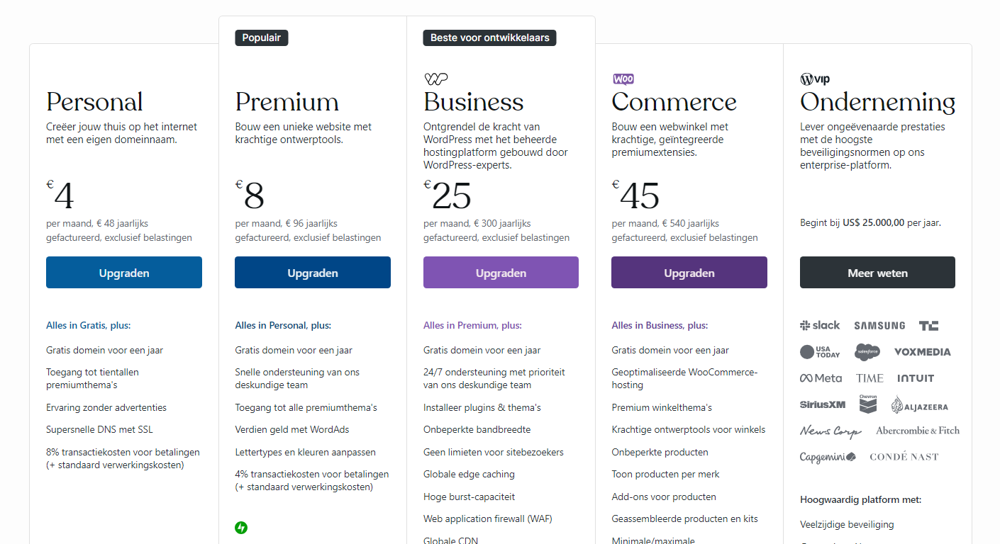 Populair
Beste voor ontwikkelaars
Personal
Creëer jouw thuis op het internet
met een eigen domeinnaam.
€4
per maand, € 48 jaarlijks
gefactureerd, exclusief belastingen
Upgraden
Alles in Gratis, plus:
Gratis domein voor een jaar
Toegang tot tientallen
premiumthema's
Ervaring zonder advertenties
Supersnelle DNS met SSL
8% transactiekosten voor betalingen
(+ standaard verwerkingskosten)
Premium
Bouw een unieke website met
krachtige ontwerptools.
€8
per maand, € 96 jaarlijks
gefactureerd, exclusief belastingen
Upgraden
Alles in Personal, plus:
Gratis domein voor een jaar
Snelle ondersteuning van ons
deskundige team
Toegang tot alle premiumthema's
Verdien geld met WordAds
Lettertypes en kleuren aanpassen
4% transactiekosten voor betalingen
(+ standaard verwerkingskosten)
Business
Ontgrendel de kracht van
WordPress met het beheerde
hostingplatform gebouwd door
WordPress-experts.
€25
per maand, € 300 jaarlijks
gefactureerd, exclusief belastingen
Upgraden
Alles in Premium, plus:
Gratis domein voor een jaar
24/7 ondersteuning met prioriteit
van ons deskundige team
Installeer plugins & thema's
Onbeperkte bandbreedte
Geen limieten voor sitebezoekers
Globale edge caching
Hoge burst-capaciteit
Web application firewall (WAF)
Globale CDN
WOO
Commerce
Bouw een webwinkel met
krachtige, geïntegreerde
premiumextensies.
€45
per maand, € 540 jaarlijks
gefactureerd, exclusief belastingen
Upgraden
Alles in Business, plus:
Gratis domein voor een jaar
Geoptimaliseerde WooCommerce-
hosting
Premium winkelthema's
Krachtige ontwerptools voor winkels
Onbeperkte producten
Toon producten per merk
Add-ons voor producten
Geassembleerde producten en kits
Minimale/maximale
VIP
Onderneming
Lever ongeëvenaarde prestaties
met de hoogste
beveiligingsnormen op ons
enterprise-platform.
Begint bij US$ 25.000,00 per jaar.
Meer weten
slack SAMSUNG TC
USA TODAY salesforce VOXMEDIA
Meta TIME INTUIT
SiriusXM Chevron ALJAZEERA
News Corp Abercrombie & Fitch
Capgemini CONDÉ NAST
Hoogwaardig platform met:
Veelzijdige beveiliging